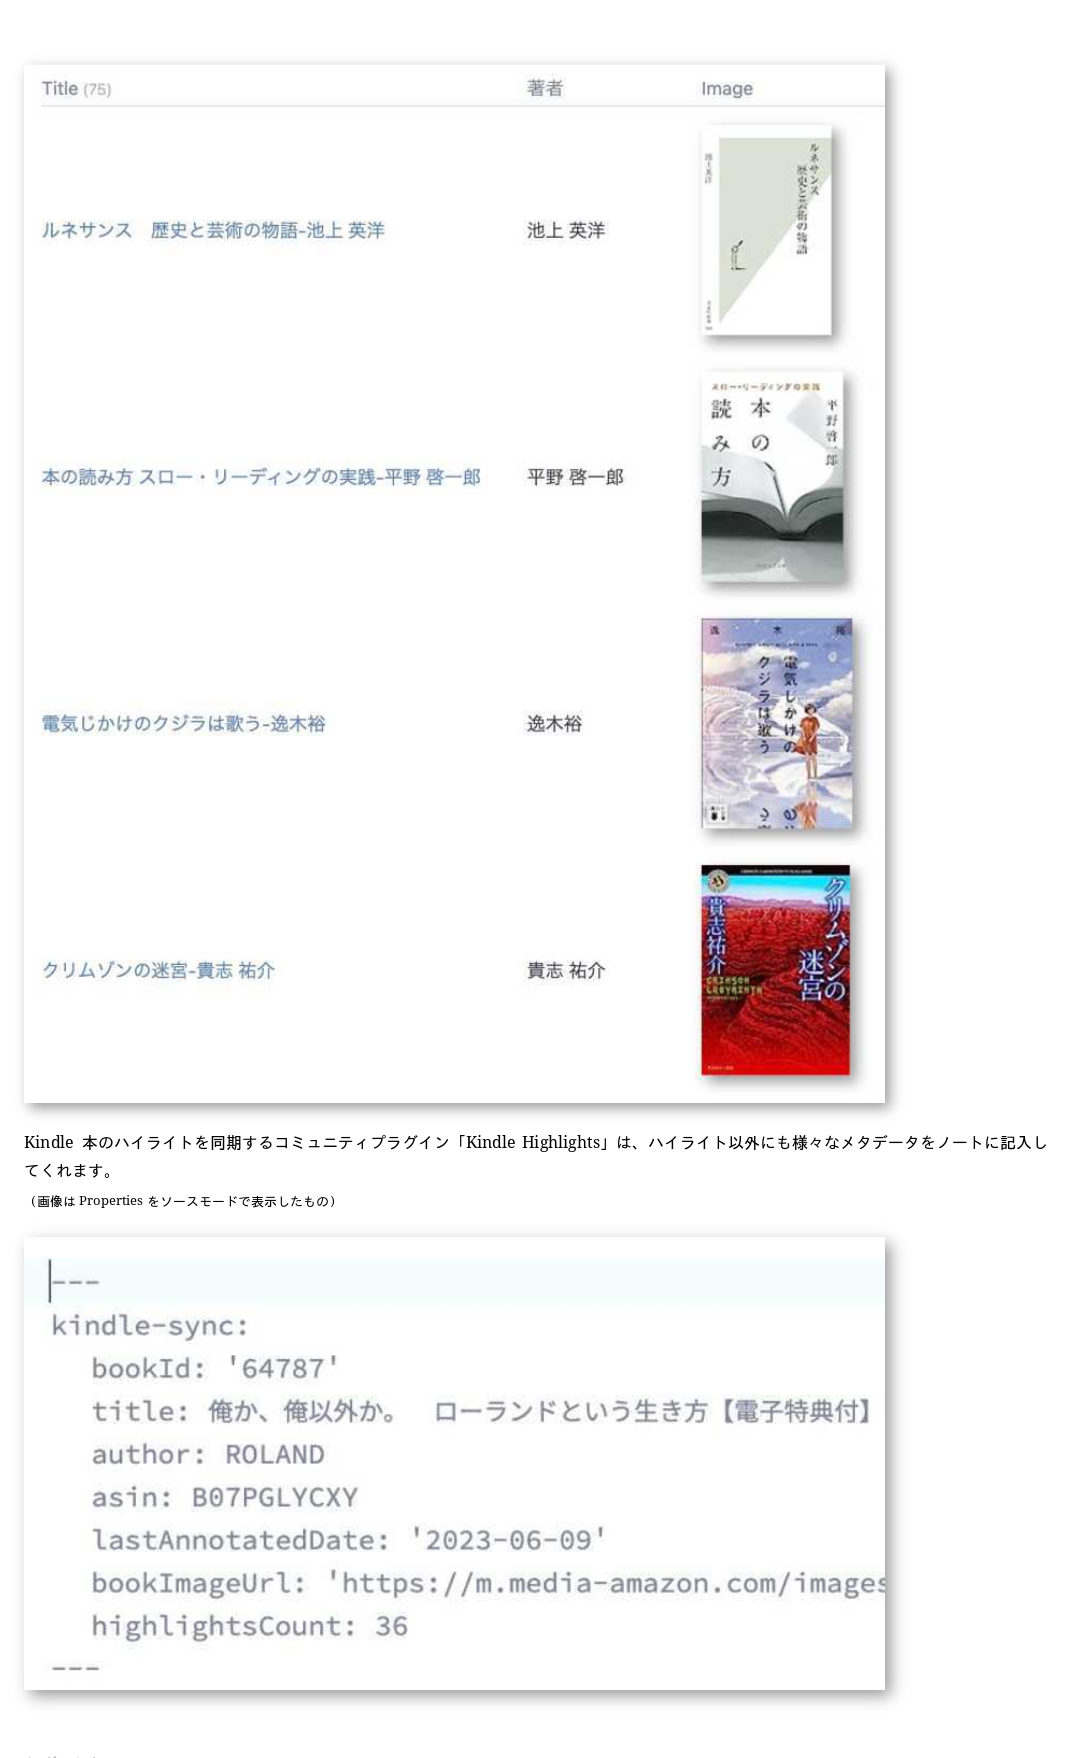 Title (75) 著者 Image
ルネサンス　歴史と芸術の物語-池上 英洋 池上 英洋
池上英洋
ルネサンス
歴史と芸術の物語
本の読み方 スロー・リーディングの実践-平野 啓一郎 平野 啓一郎
スロー・リーディングの実践
本の
読み方
平野啓一郎
電気じかけのクジラは歌う-逸木裕 逸木裕
逸 木 裕
電気じかけの
クジラは歌う
クリムゾンの迷宮-貴志 祐介 貴志 祐介
クリムゾンの
迷宮
貴志祐介
CRIMSON
LABYRINTH
Kindle 本のハイライトを同期するコミュニティプラグイン「Kindle Highlights」は、ハイライト以外にも様々なメタデータをノートに記入し
てくれます。
（画像は Properties をソースモードで表示したもの）
---
kindle-sync:
bookId: '64787'
title: 俺か、俺以外か。　ローランドという生き方【電子特典付】
author: ROLAND
asin: B07PGLYCXY
lastAnnotatedDate: '2023-06-09'
bookImageUrl: 'https://m.media-amazon.com/images
highlightsCount: 36
---